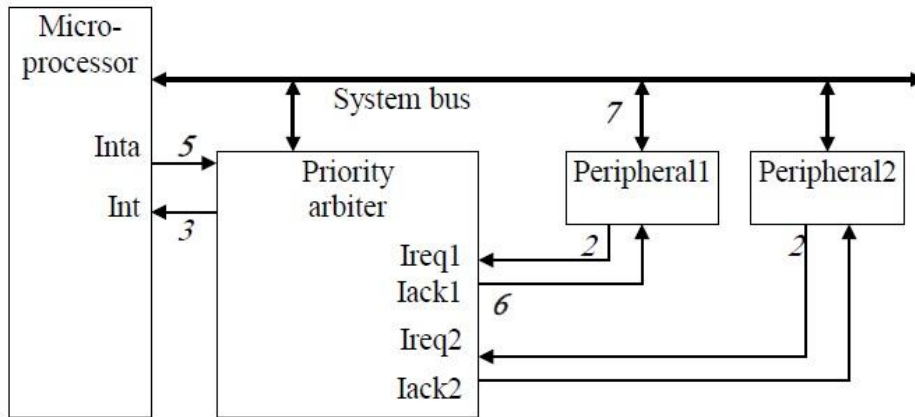 Micro-
processor
System bus
7
Inta
5
Priority
arbiter
Peripheral1
Peripheral2
Int
3
Ireq1
2
2
Iack1
6
Ireq2
Iack2